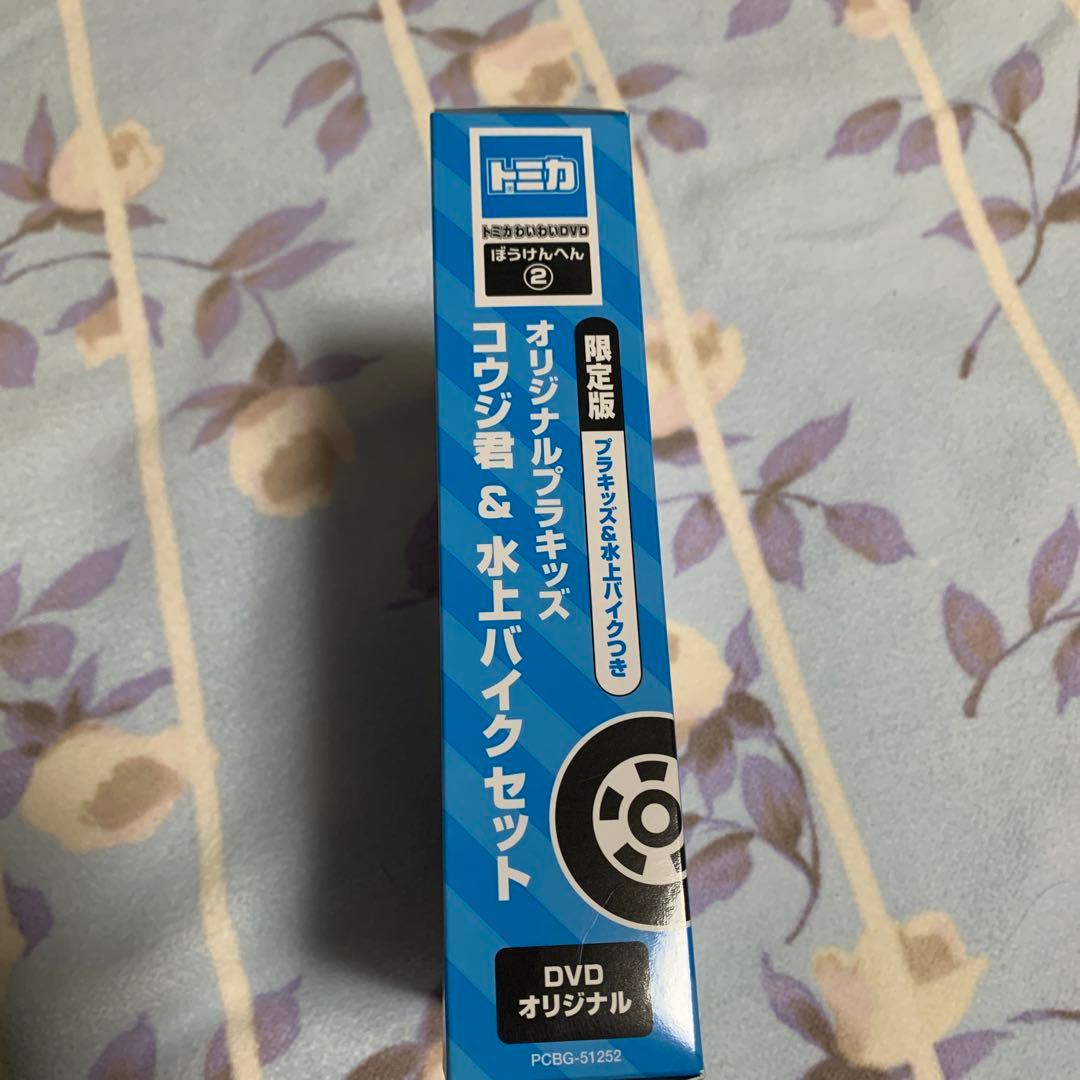 トミカ
トミカわいわいDVD
ぼうけんへん
②
限定版
プラキッズ&水上バイクつき
オリジナルプラキッズ
コウジ君 & 水上バイクセット
DVD
オリジナル
PCBG-51252